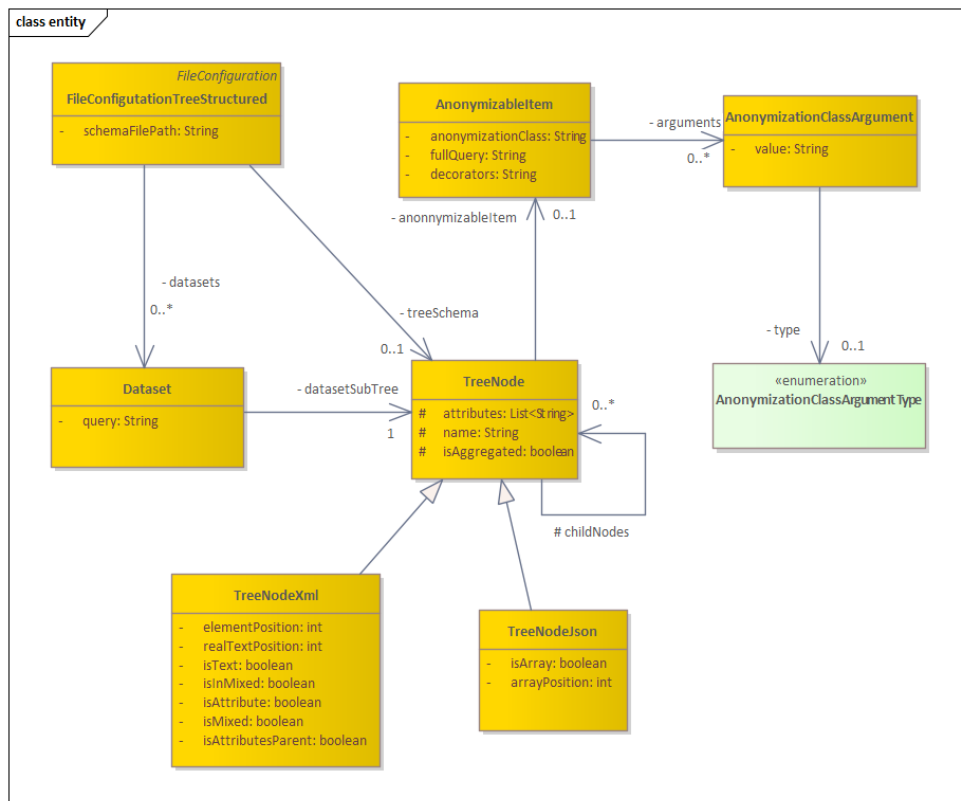 class entity
FileConfiguration
FileConfigutationTreeStructured
- schemaFilePath: String
AnonymizableItem
- anonymizationClass: String
- fullQuery: String
- decorators: String
- arguments
0..*
AnonymizationClassArgument
- value: String
- anonnymizableItem
0..1
- datasets
0..*
- treeSchema
0..1
- type
0..1
Dataset
- query: String
- datasetSubTree
1
TreeNode
# attributes: List<String>
# name: String
# isAggregated: boolean
0..*
# childNodes
«enumeration»
AnonymizationClassArgumentType
TreeNodeXml
- elementPosition: int
- realTextPosition: int
- isText: boolean
- isInMixed: boolean
- isAttribute: boolean
- isMixed: boolean
- isAttributesParent: boolean
TreeNodeJson
- isArray: boolean
- arrayPosition: int